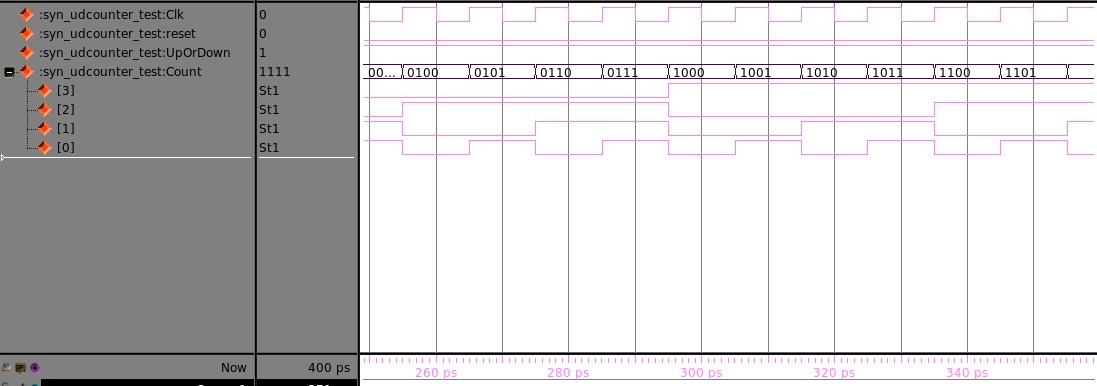 :syn_udcounter_test:Clk 0
:syn_udcounter_test:reset 0
:syn_udcounter_test:UpOrDown 1
:syn_udcounter_test:Count 1111 00... 0100 0101 0110 0111 1000 1001 1010 1011 1100 1101
[3] St1
[2] St1
[1] St1
[0] St1
Now 400 ps
260 ps 280 ps 300 ps 320 ps 340 ps